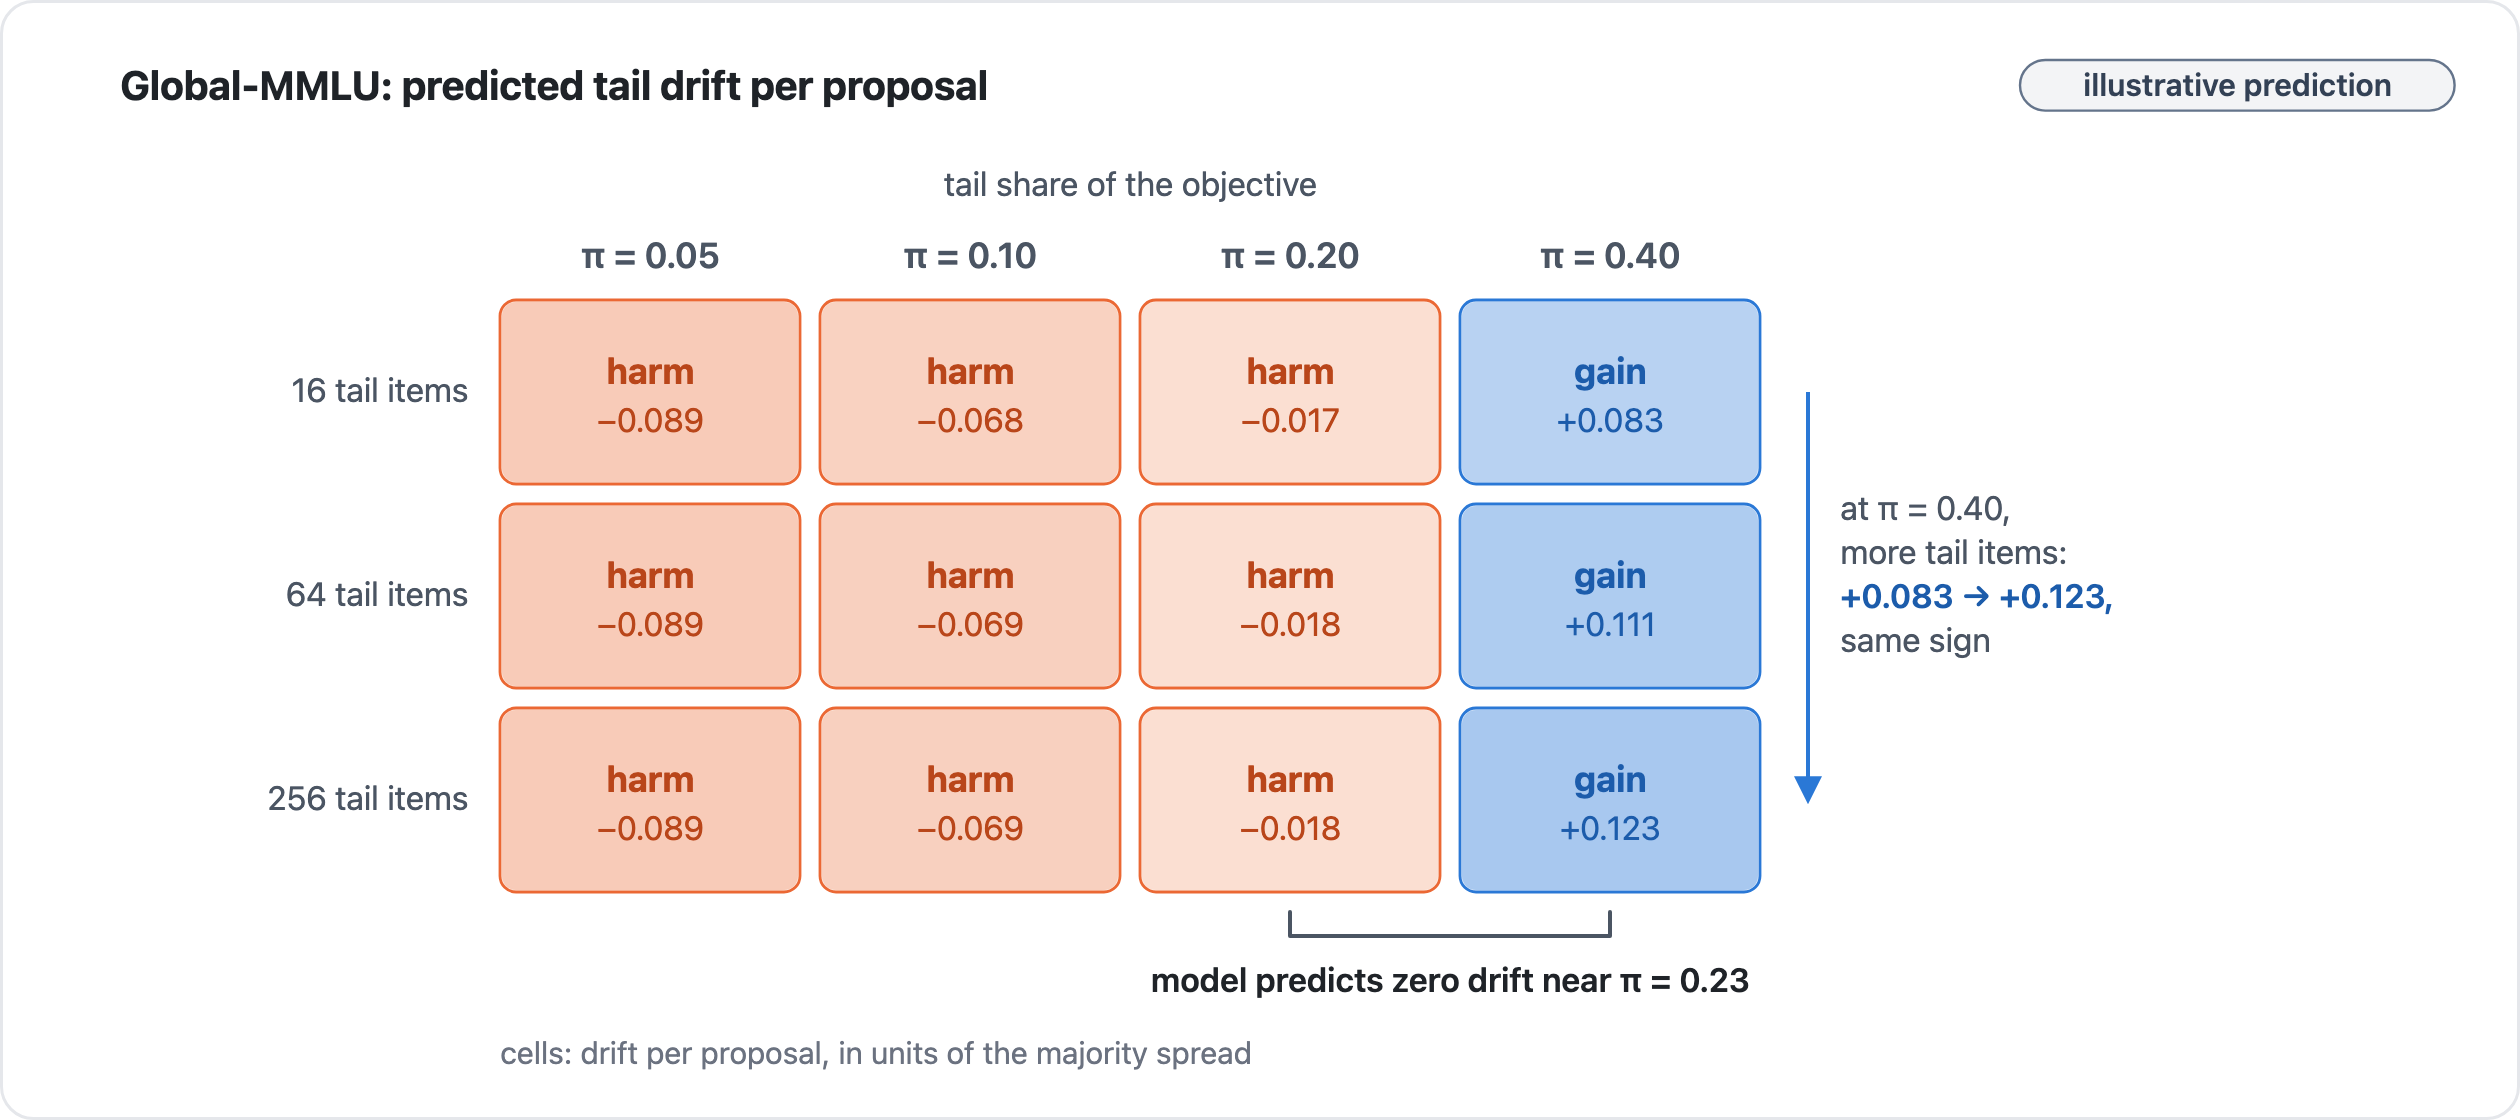 Global-MMLU: predicted tail drift per proposal
illustrative prediction
tail share of the objective
π = 0.05 π = 0.10 π = 0.20 π = 0.40
16 tail items
harm harm harm gain
−0.089 −0.068 −0.017 +0.083
64 tail items
harm harm harm gain
−0.089 −0.069 −0.018 +0.111
256 tail items
harm harm harm gain
−0.089 −0.069 −0.018 +0.123
at π = 0.40,
more tail items:
+0.083 → +0.123,
same sign
model predicts zero drift near π = 0.23
cells: drift per proposal, in units of the majority spread